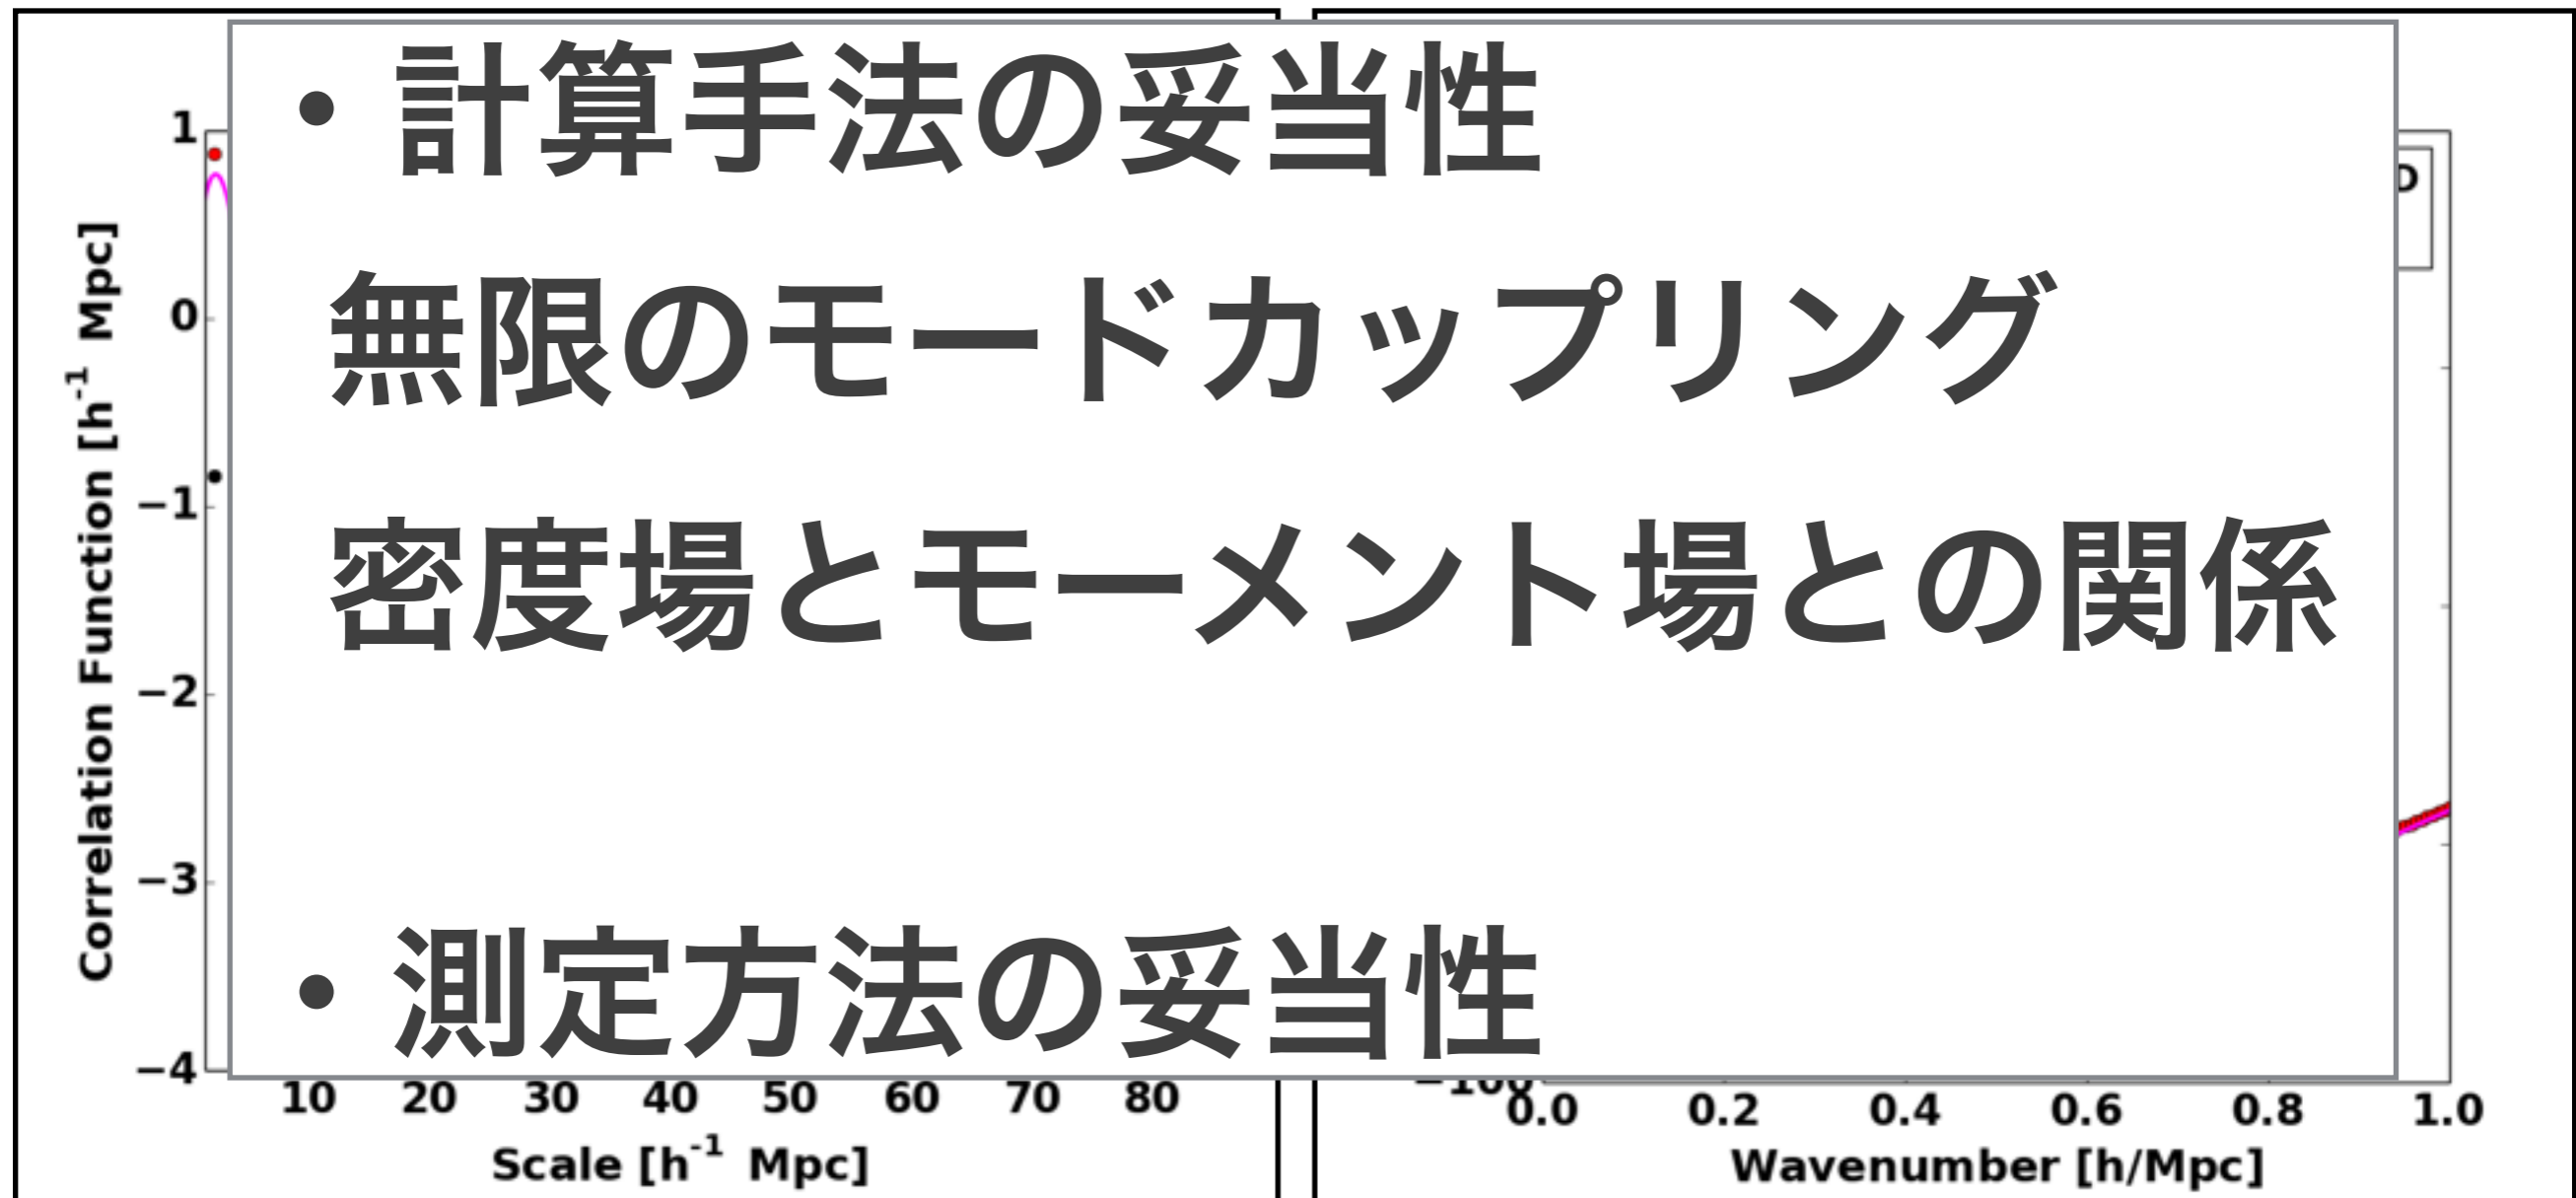 • 計算手法の妥当性
無限のモードカップリング
密度場とモーメント場との関係
• 測定方法の妥当性
Correlation Function [h⁻¹ Mpc]
1
0
−1
−2
−3
−4
10 20 30 40 50 60 70 80
Scale [h⁻¹ Mpc]
0.0 0.2 0.4 0.6 0.8 1.0
Wavenumber [h/Mpc]